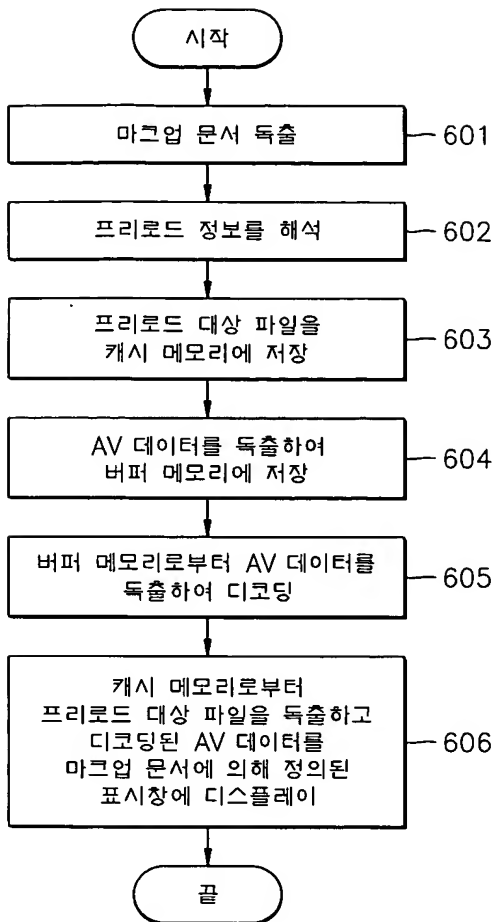 시작
마크업 문서 독출
601
프리로드 정보를 해석
602
프리로드 대상 파일을
캐시 메모리에 저장
603
AV 데이터를 독출하여
버퍼 메모리에 저장
604
버퍼 메모리로부터 AV 데이터를
독출하여 디코딩
605
캐시 메모리로부터
프리로드 대상 파일을 독출하고
디코딩된 AV 데이터를
마크업 문서에 의해 정의된
표시창에 디스플레이
606
끝